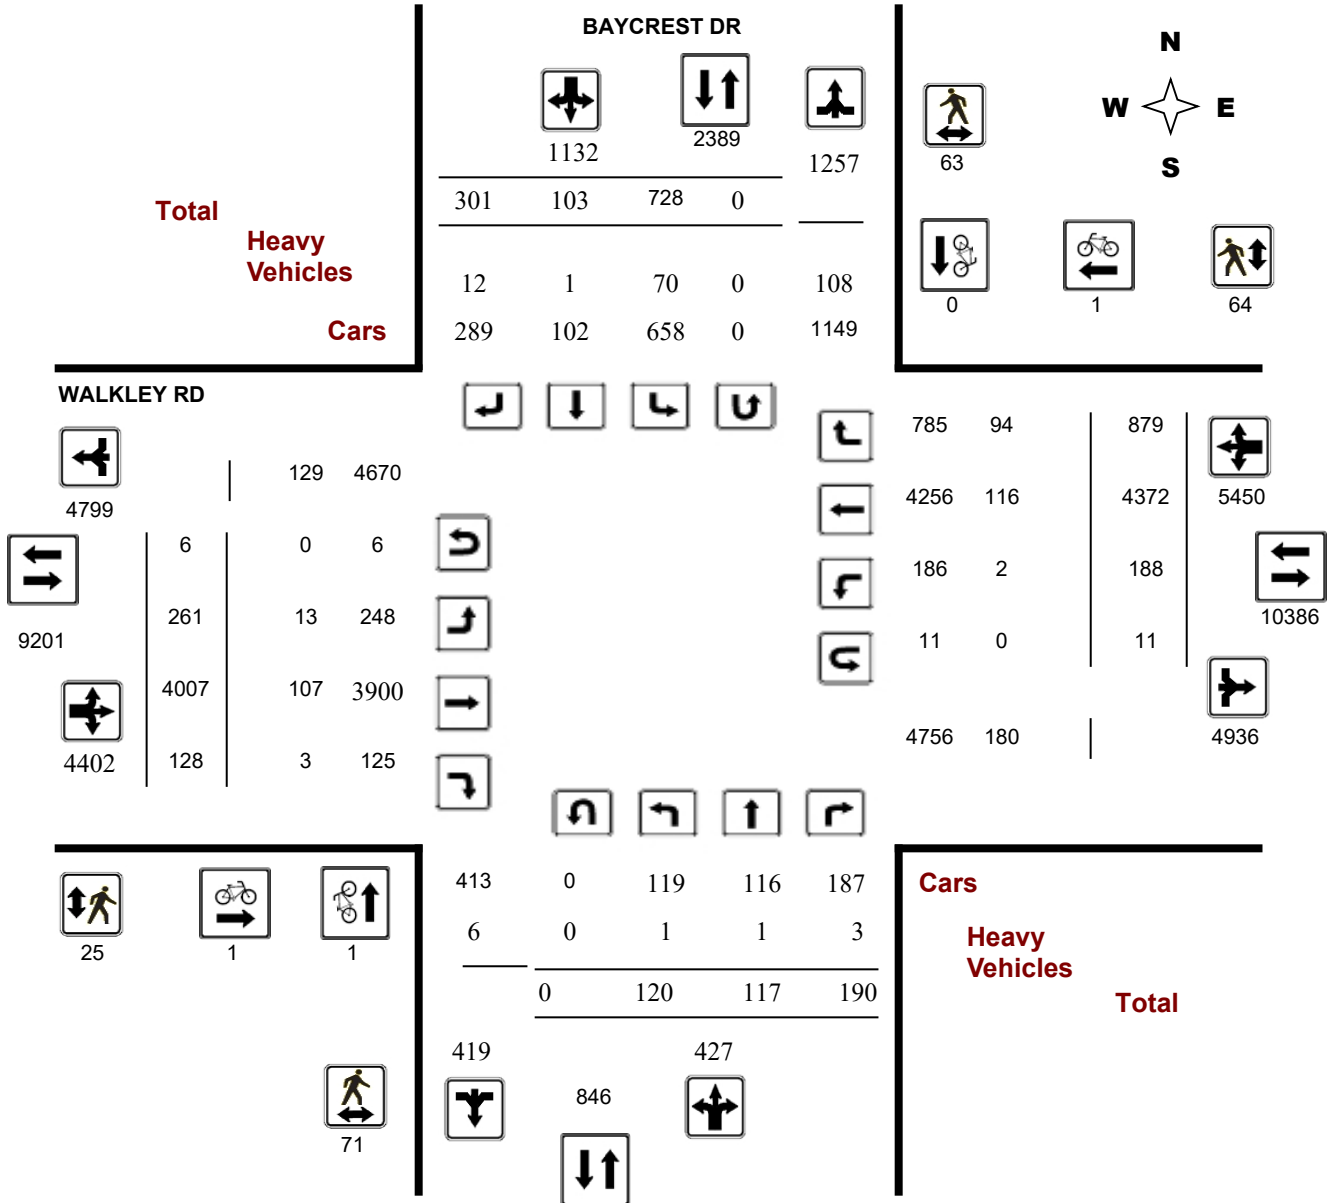 BAYCREST DR
N
W E
S
1132
2389
1257
63
301 103 728 0
Total
Heavy
Vehicles
12 1 70 0 108
0 1 64
Cars
289 102 658 0 1149
WALKLEY RD
785 94 879
129 4670
4799
4256 116 4372 5450
6 0 6
186 2 188
10386
261 13 248
9201
11 0 11
4007 107 3900
4756 180 4936
4402 128 3 125
413 0 119 116 187
Cars
6 0 1 1 3
Heavy
Vehicles
25 1 1
0 120 117 190
Total
419 427
846
71